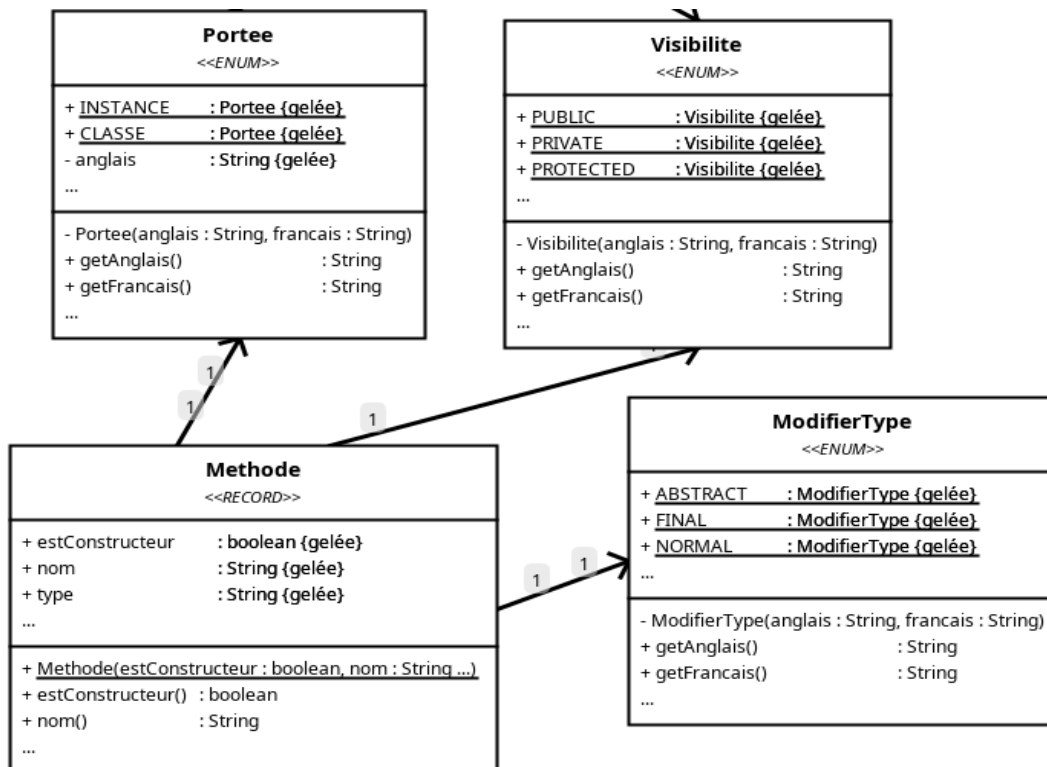 Portee
<<ENUM>>
+ INSTANCE : Portee {gelée}
+ CLASSE : Portee {gelée}
- anglais : String {gelée}
...
- Portee(anglais : String, francais : String)
+ getAnglais() : String
+ getFrancais() : String
...
Visibilite
<<ENUM>>
+ PUBLIC : Visibilite {gelée}
+ PRIVATE : Visibilite {gelée}
+ PROTECTED : Visibilite {gelée}
...
- Visibilite(anglais : String, francais : String)
+ getAnglais() : String
+ getFrancais() : String
...
1
1
1
Methode
<<RECORD>>
+ estConstructeur : boolean {gelée}
+ nom : String {gelée}
+ type : String {gelée}
...
+ Methode(estConstructeur : boolean, nom : String ...)
+ estConstructeur() : boolean
+ nom() : String
...
1
1
ModifierType
<<ENUM>>
+ ABSTRACT : ModifierType {gelée}
+ FINAL : ModifierType {gelée}
+ NORMAL : ModifierType {gelée}
...
- ModifierType(anglais : String, francais : String)
+ getAnglais() : String
+ getFrancais() : String
...